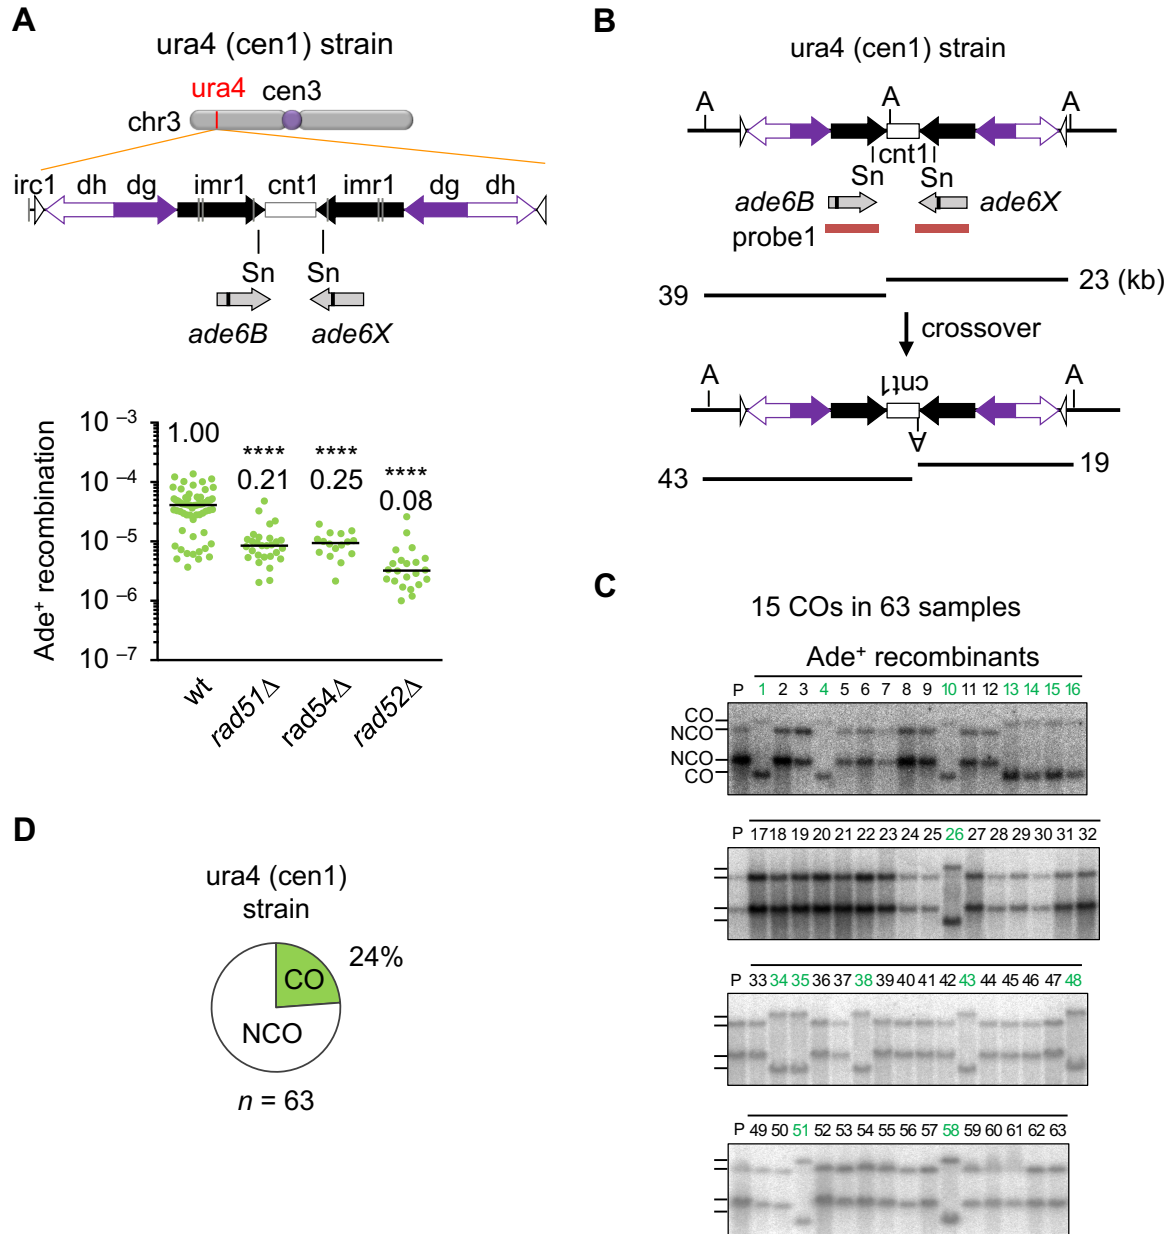 A
ura4 (cen1) strain
ura4 cen3
chr3
irc1 dh dg imr1 cnt1 imr1 dg dh
Sn Sn
ade6B ade6X
Ade+ recombination
10 –3
10 –4
10 –5
10 –6
10 –7
1.00
**** **** ****
0.21 0.25 0.08
wt rad51Δ rad54Δ rad52Δ
B
ura4 (cen1) strain
A A A
cnt1
Sn Sn
ade6B ade6X
probe1
39 23 (kb)
crossover
A cnt1 A
A
43 19
C
15 COs in 63 samples
Ade+ recombinants
P 1 2 3 4 5 6 7 8 9 10 11 12 13 14 15 16
CO
NCO
NCO
CO
P 17 18 19 20 21 22 23 24 25 26 27 28 29 30 31 32
P 33 34 35 36 37 38 39 40 41 42 43 44 45 46 47 48
P 49 50 51 52 53 54 55 56 57 58 59 60 61 62 63
D
ura4 (cen1)
strain
24%
CO
NCO
n = 63